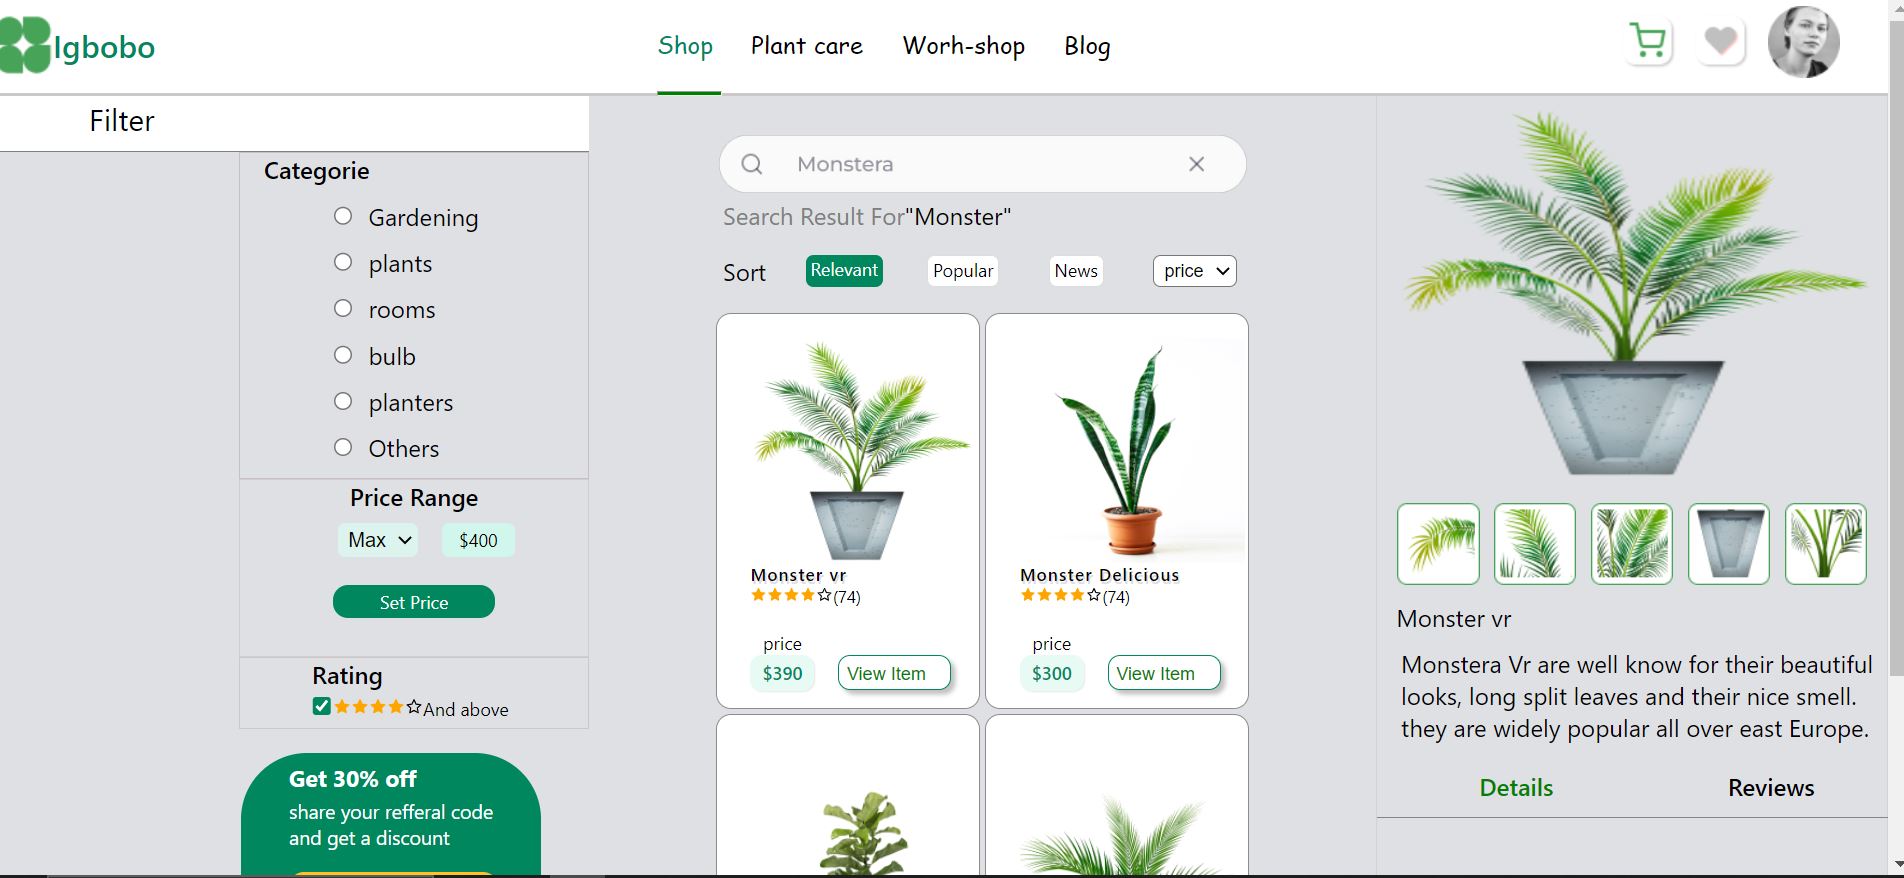 Igbobo
Shop
Plant care
Worh-shop
Blog
Filter
Categorie
Gardening
plants
rooms
bulb
planters
Others
Price Range
Max
$400
Set Price
Rating
And above
Get 30% off
share your refferal code
and get a discount
Monstera
Search Result For"Monster"
Sort
Relevant
Popular
News
price
Monster vr
(74)
price
$390
View Item
Monster Delicious
(74)
price
$300
View Item
Monster vr
Monstera Vr are well know for their beautiful
looks, long split leaves and their nice smell.
they are widely popular all over east Europe.
Details
Reviews